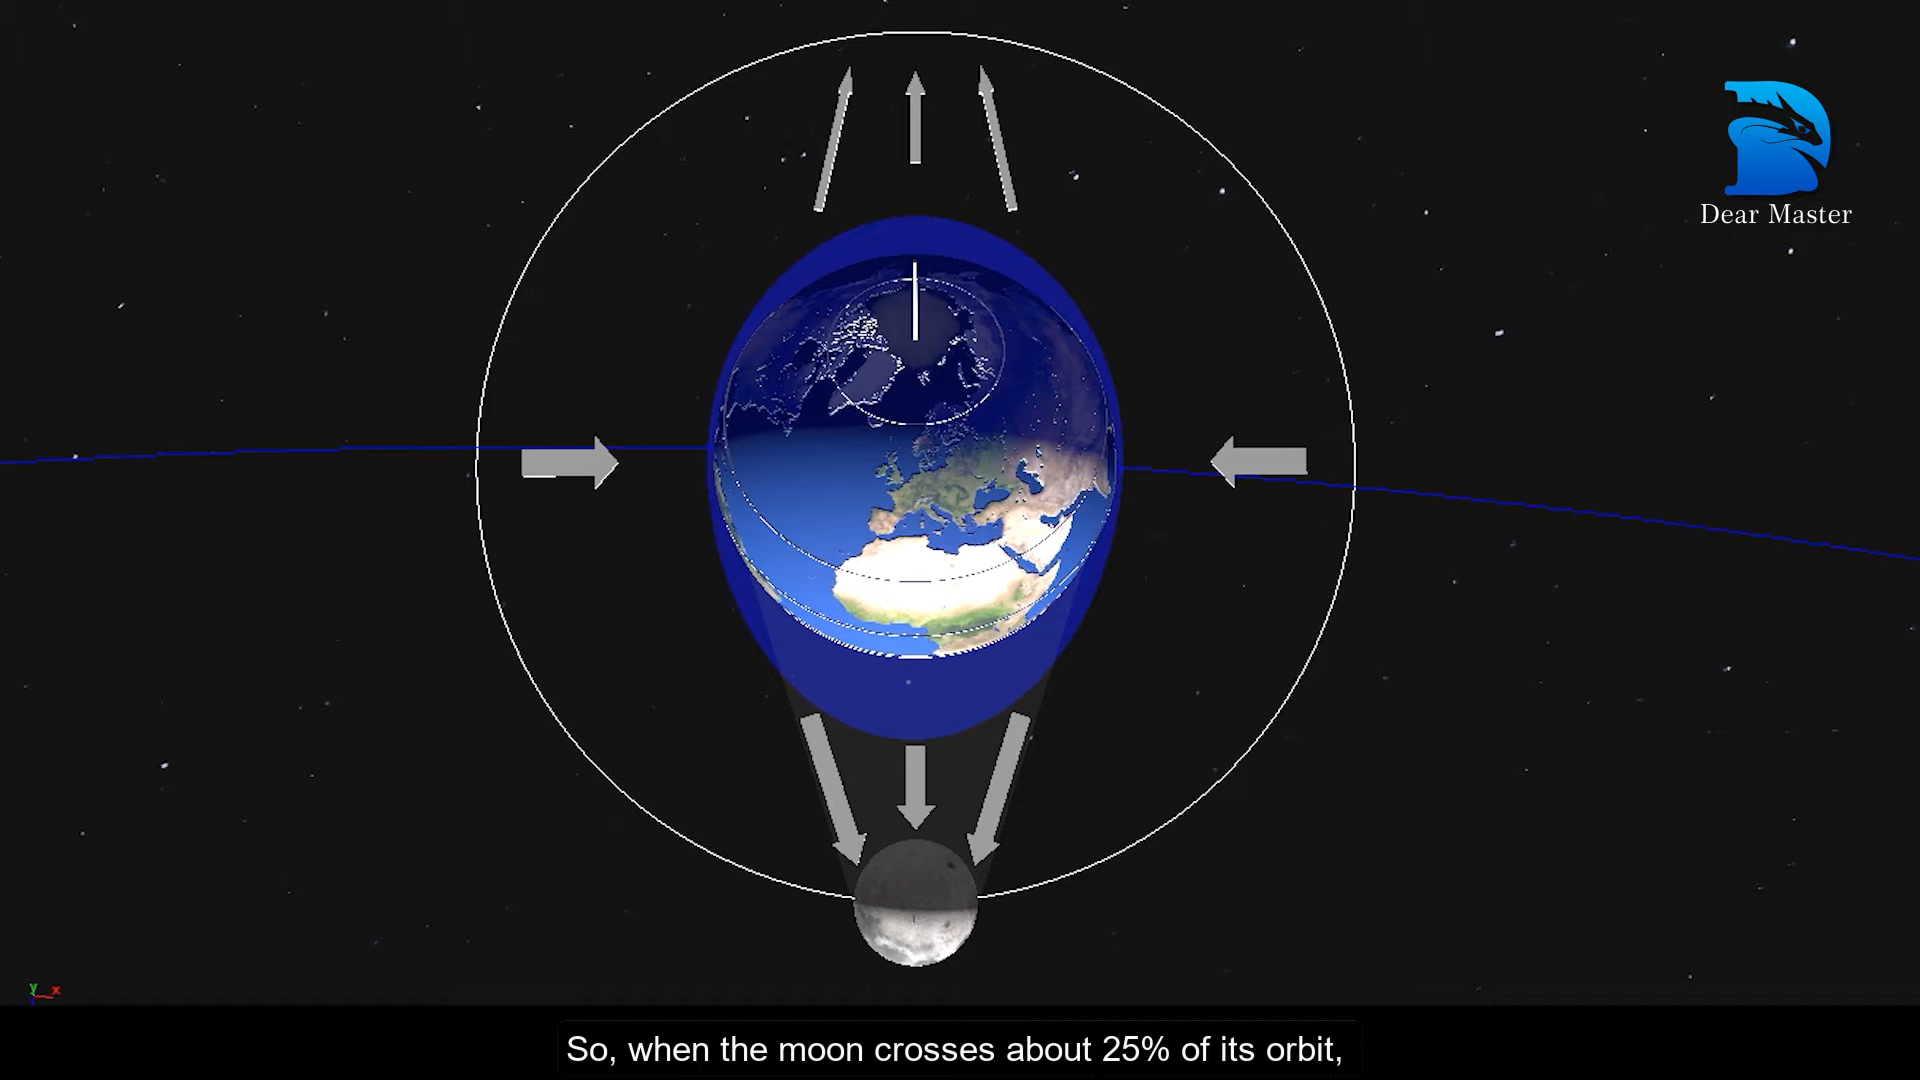 Dear Master
y x
So, when the moon crosses about 25% of its orbit,